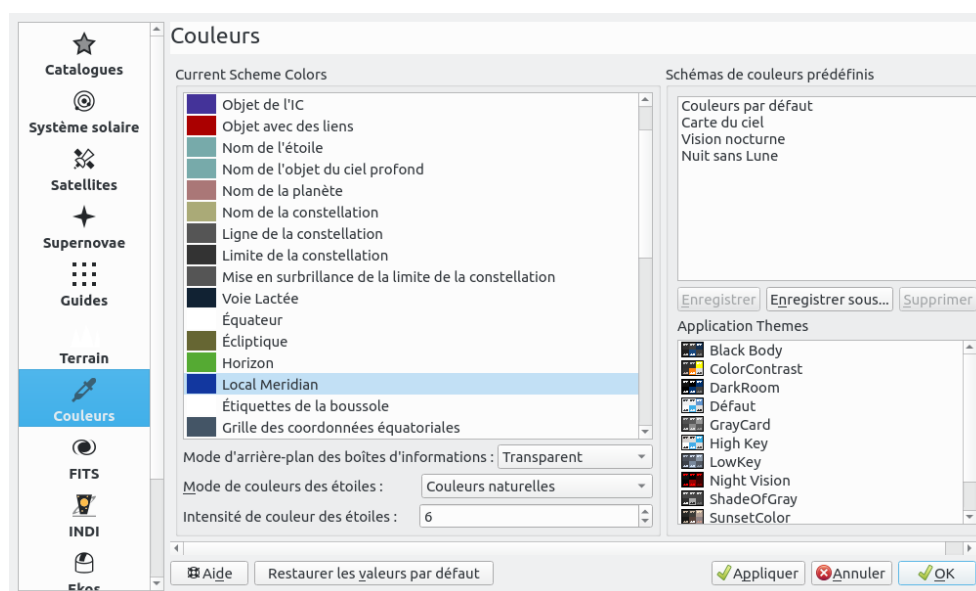 Catalogues
Système solaire
Satellites
Supernovae
Guides
Terrain
Couleurs
FITS
INDI
Ekos
Couleurs
Current Scheme Colors
Objet de l'IC
Objet avec des liens
Nom de l'étoile
Nom de l'objet du ciel profond
Nom de la planète
Nom de la constellation
Ligne de la constellation
Limite de la constellation
Mise en surbrillance de la limite de la constellation
Voie Lactée
Équateur
Écliptique
Horizon
Local Meridian
Étiquettes de la boussole
Grille des coordonnées équatoriales
Mode d'arrière-plan des boîtes d'informations : Transparent
Mode de couleurs des étoiles : Couleurs naturelles
Intensité de couleur des étoiles : 6
Schémas de couleurs prédéfinis
Couleurs par défaut
Carte du ciel
Vision nocturne
Nuit sans Lune
Enregistrer Enregistrer sous... Supprimer
Application Themes
Black Body
ColorContrast
DarkRoom
Défaut
GrayCard
High Key
LowKey
Night Vision
ShadeOfGray
SunsetColor
Aide Restaurer les valeurs par défaut Appliquer Annuler OK